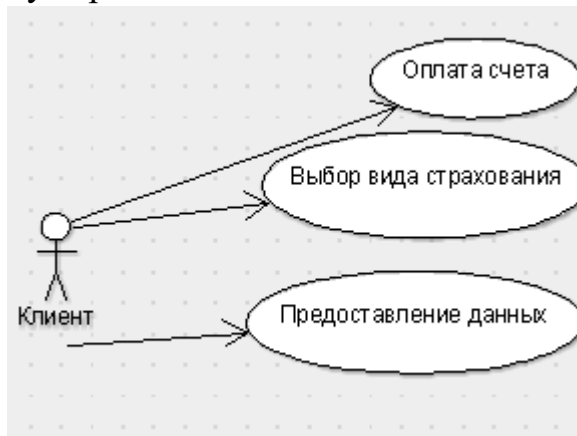 Оплата счета
Выбор вида страхования
Клиент
Предоставление данных